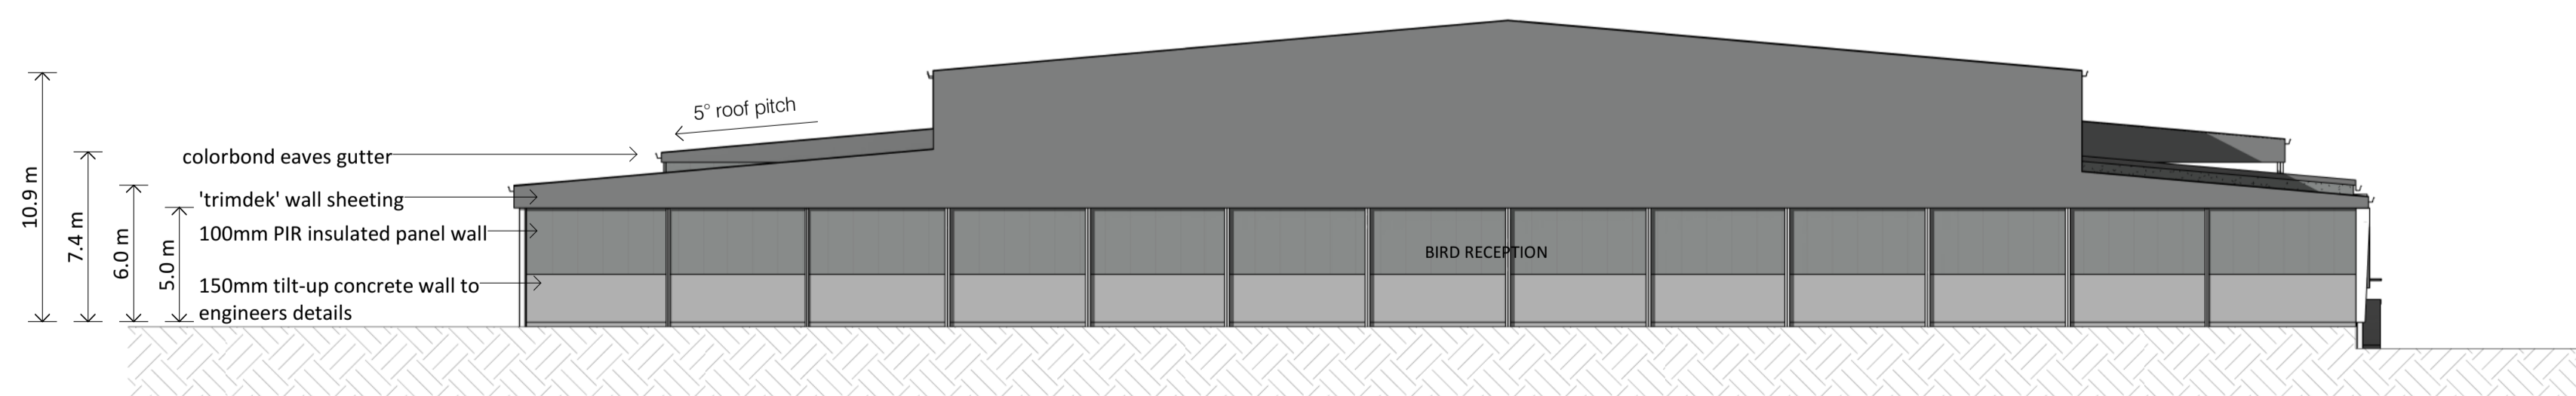 5° roof pitch
colorbond eaves gutter
'trimdek' wall sheeting
100mm PIR insulated panel wall
150mm tilt-up concrete wall to
engineers details
10.9 m
7.4 m
6.0 m
5.0 m
BIRD RECEPTION